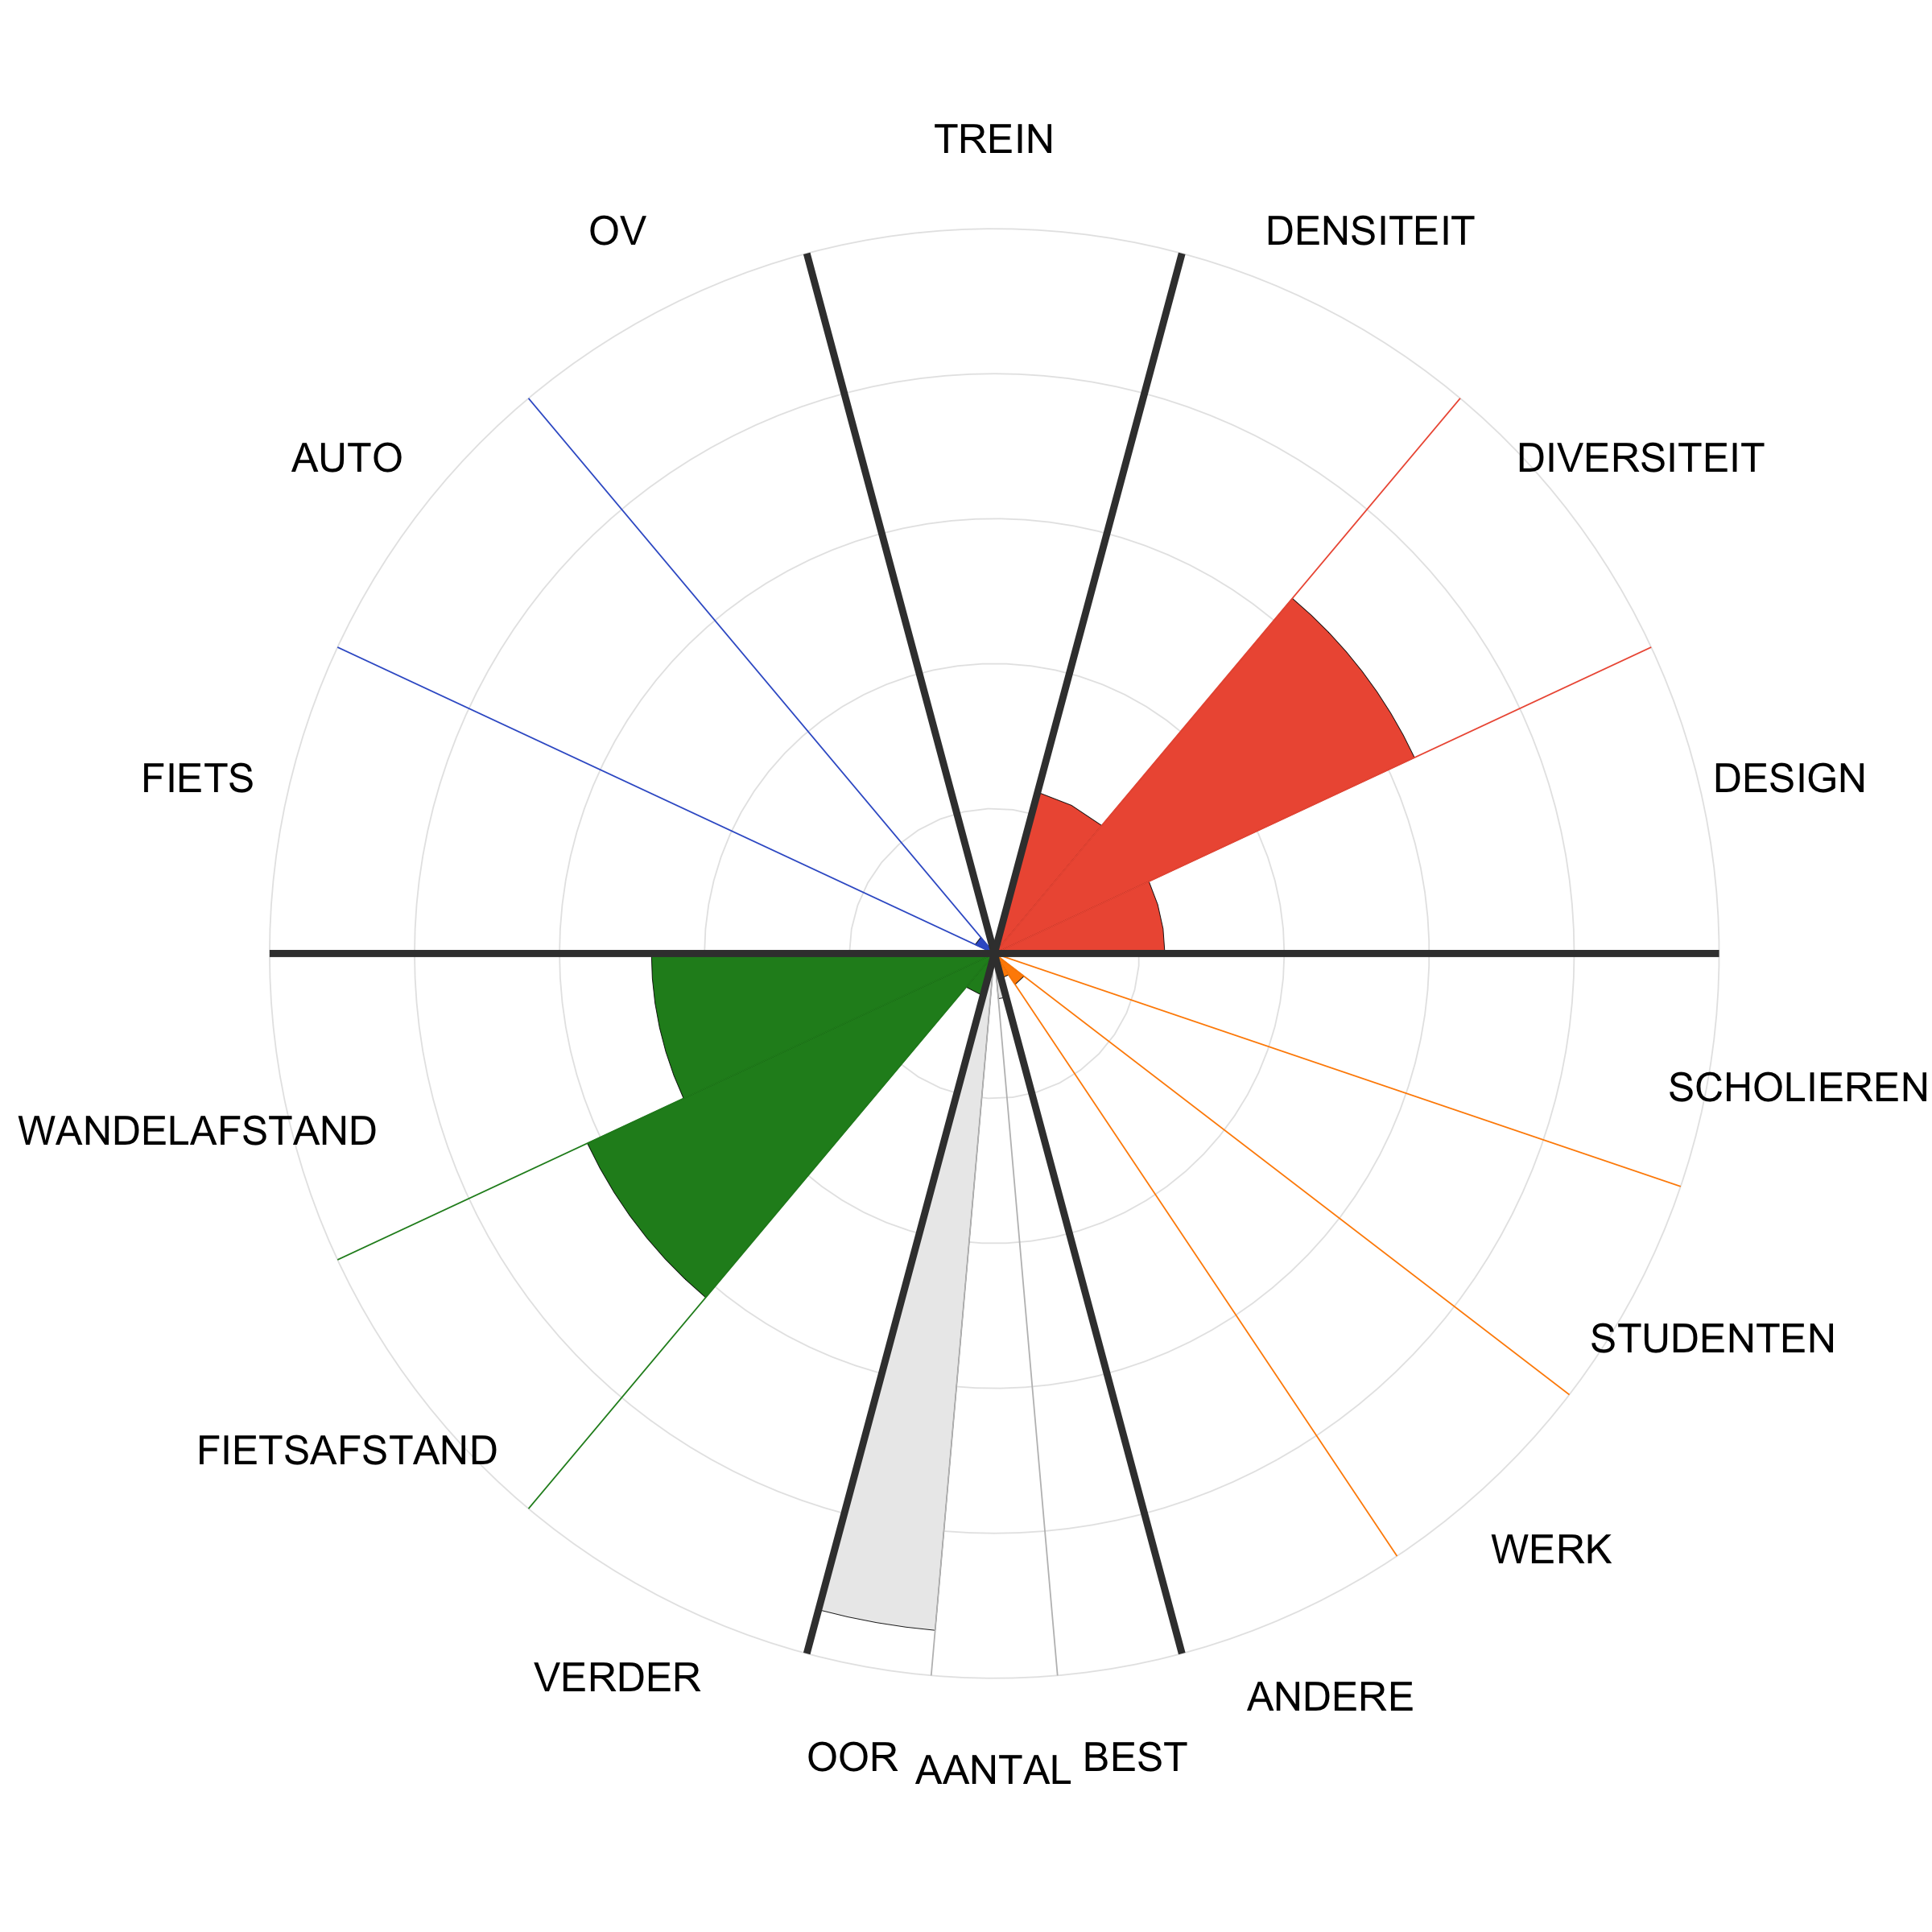 TREIN
OV
DENSITEIT
AUTO
DIVERSITEIT
FIETS
DESIGN
SCHOLIEREN
WANDELAFSTAND
STUDENTEN
FIETSAFSTAND
WERK
VERDER
ANDERE
OOR
AANTAL
BEST